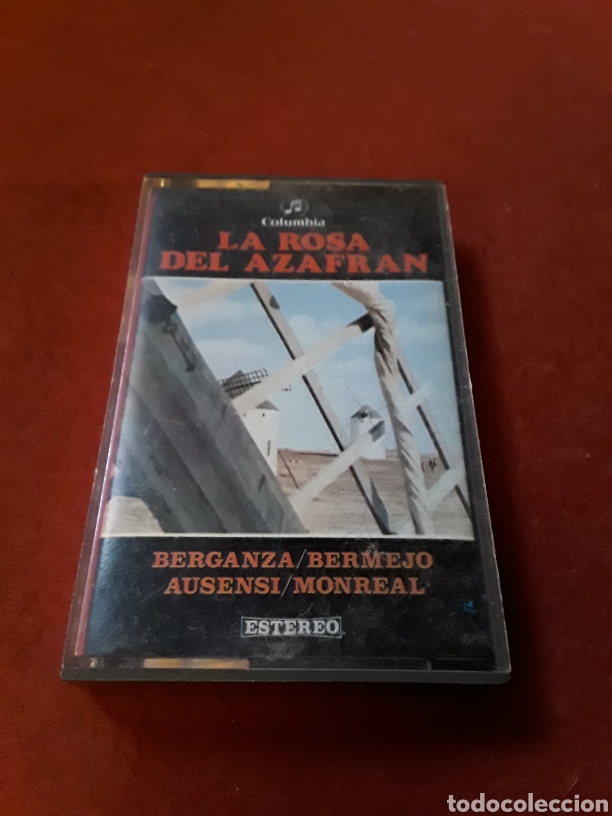 Columbia
LA ROSA
DEL AZAFRAN
BERGANZA/BERMEJO
AUSENSI/MONREAL
ESTEREO
todocoleccion